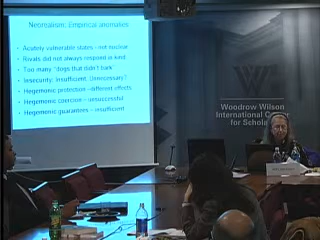 Neorealism: Empirical anomalies
Acutely vulnerable states - not nuclear
Rivals did not always respond in kind
Too many "dogs that didn't bark"
Insecurity: Insufficient. Unnecessary?
Hegemonic protection - different effects
Hegemonic coercion - unsuccessful
Hegemonic guarantees - insufficient
W
Woodrow Wilson
International
for Schola